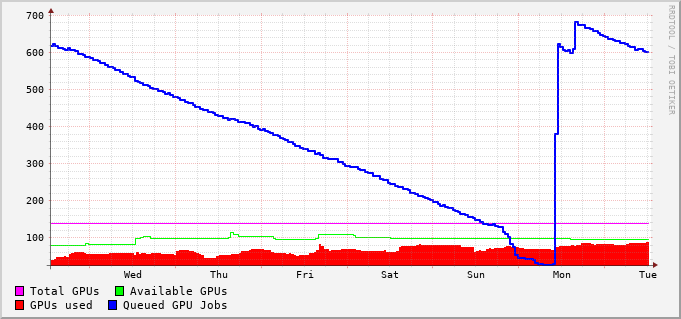 700
600
500
400
300
200
100
Wed Thu Fri Sat Sun Mon Tue
Total GPUs Available GPUs
GPUs used Queued GPU Jobs
RRDTOOL / TOBI OETIKER